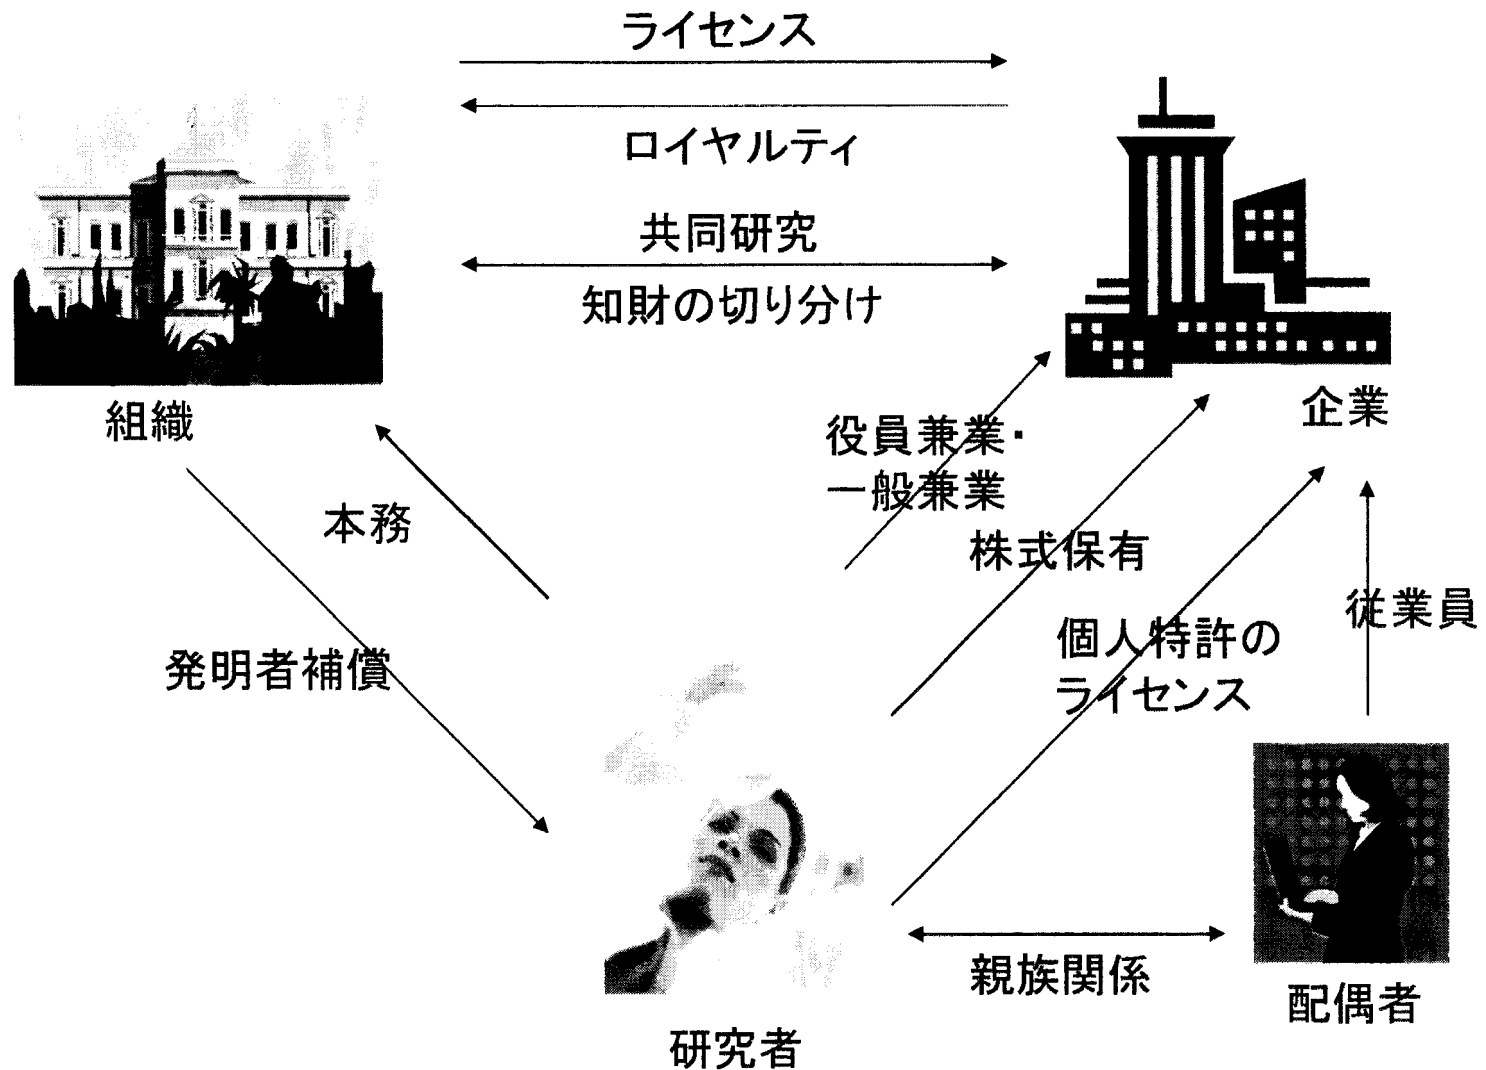 ライセンス
ロイヤルティ
共同研究
知財の切り分け
組織
企業
役員兼業・
一般兼業
本務
株式保有
従業員
個人特許の
ライセンス
発明者補償
親族関係
配偶者
研究者